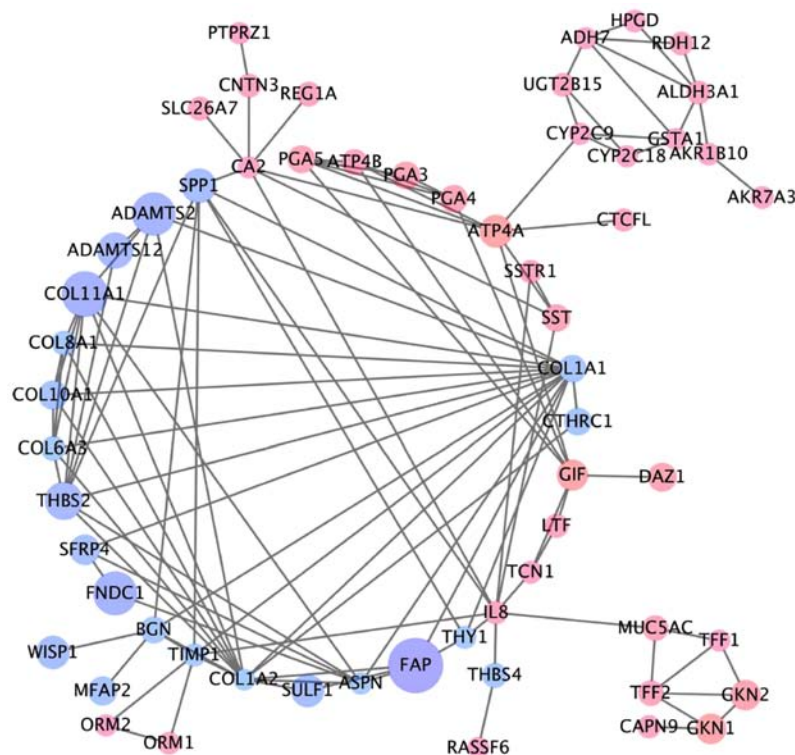 HPGD
PTPRZ1
ADH7
RDH12
CNTN3
REG1A
UGT2B15
ALDH3A1
SLC26A7
CYP2C9
GSTA1
CA2
PGA5
ATP4B
CYP2C18
AKR1B10
SPP1
PGA3
PGA4
AKR7A3
ADAMTS2
ATP4A
CTCFL
ADAMTS12
SSTR1
COL11A1
SST
COL8A1
COL1A1
COL10A1
CTHRC1
COL6A3
GIF
DAZ1
THBS2
LTF
SFRP4
TCN1
FNDC1
IL8
BGN
THY1
MUC5AC
TFF1
WISP1
TIMP1
FAP
COL1A2
ASPN
THBS4
SULF1
TFF2
GKN2
MFAP2
ORM2
CAPN9
GKN1
ORM1
RASSF6